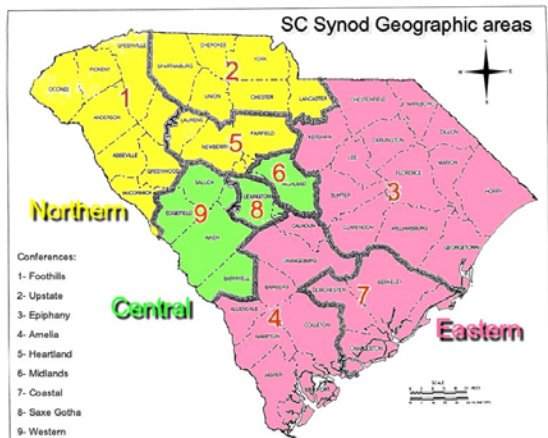 SC Synod Geographic areas
GREENVILLE
CHEROKEE
YORK
SPARTANBURG
PICKENS
OCONEE
2
UNION
CHESTER
LANCASTER
1
ANDERSON
LAURENS
FAIRFIELD
5
NEWBERRY
ABBEVILLE
GREENWOOD
McCORMICK
CHESTERFIELD
MARLBORO
DILLON
KERSHAW
DARLINGTON
LEE
MARION
FLORENCE
HORRY
3
SUMTER
CLARENDON
WILLIAMSBURG
GEORGETOWN
6
RICHLAND
SALUDA
LEXINGTON
8
EDGEFIELD
9
AIKEN
BARNWELL
Northern
CALHOUN
ORANGEBURG
BAMBERG
DORCHESTER
BERKELEY
7
ALLENDALE
4
COLLETON
HAMPTON
CHARLESTON
JASPER
BEAUFORT
Central
Eastern
Conferences:
1- Foothills
2- Upstate
3- Epiphany
4- Amelia
5- Heartland
6- Midlands
7- Coastal
8- Saxe Gotha
9- Western
SCALE